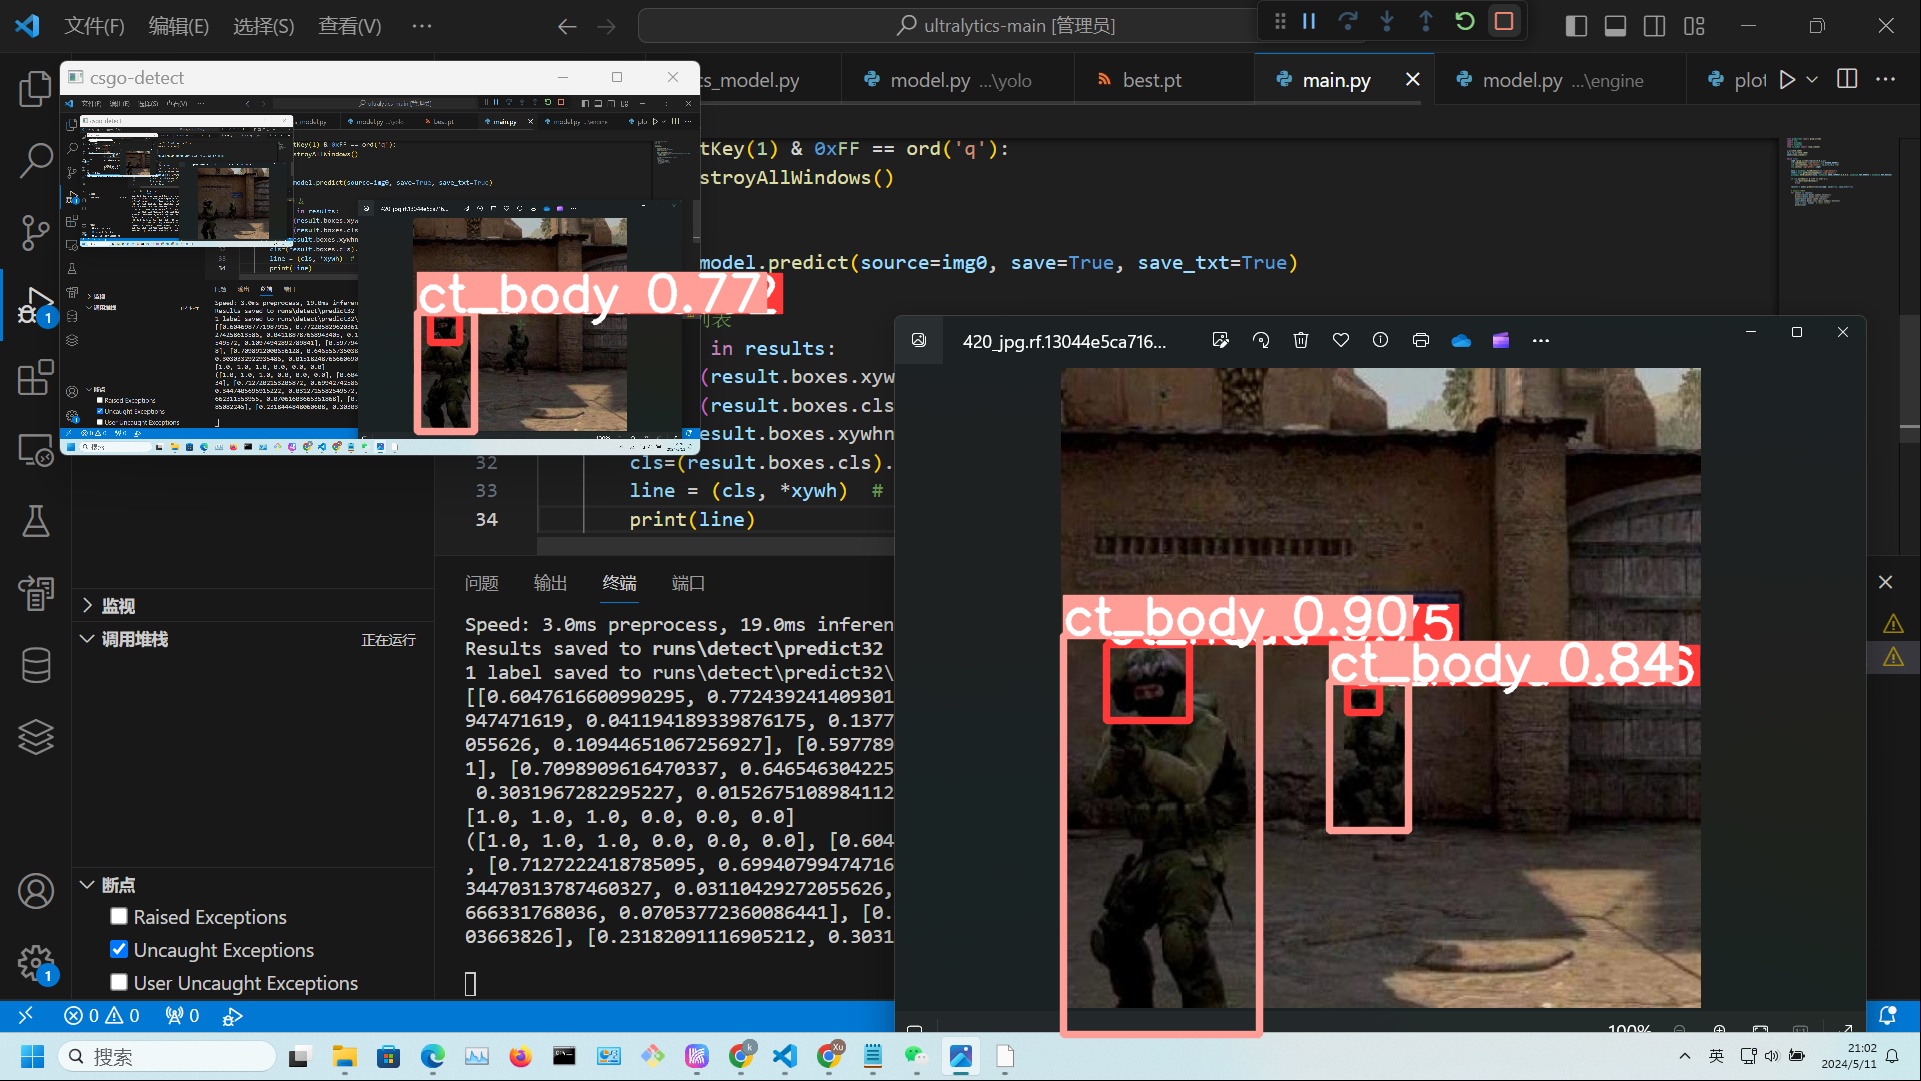 文件(F) 编辑(E) 选择(S) 查看(V) ...
ultralytics-main [管理员]
csgo-detect
s_model.py
model.py ...\yolo
best.pt
main.py
model.py ...\engine
plot
tKey(1) & 0xFF == ord('q'):
stroyAllWindows()
model.predict(source=img0, save=True, save_txt=True)
列表
in results:
(result.boxes.xyw
(result.boxes.cls
esult.boxes.xywhn
32 cls=(result.boxes.cls).
33 line = (cls, *xywh) #
34 print(line)
ct_body 0.77
420_jpg.rf.13044e5ca716...
ct_body 0.90
ct_body 0.84
问题 输出 终端 端口
Speed: 3.0ms preprocess, 19.0ms inferen
Results saved to runs\detect\predict32
1 label saved to runs\detect\predict32\
[[0.6047616600990295, 0.772439241409301
947471619, 0.041194189339876175, 0.1377
055626, 0.10944651067256927], [0.597789
1], [0.7098909616470337, 0.646546304225
0.3031967282295227, 0.0152675108984112
[1.0, 1.0, 1.0, 0.0, 0.0, 0.0]
([1.0, 1.0, 1.0, 0.0, 0.0, 0.0], [0.604
, [0.7127222418785095, 0.69940799474716
34470313787460327, 0.03110429272055626,
666331768036, 0.07053772360086441], [0.
03663826], [0.23182091116905212, 0.3031
监视
调用堆栈 正在运行
断点
Raised Exceptions
Uncaught Exceptions
User Uncaught Exceptions
1
1
0 0 0
100%
搜索
英
21:02
2024/5/11